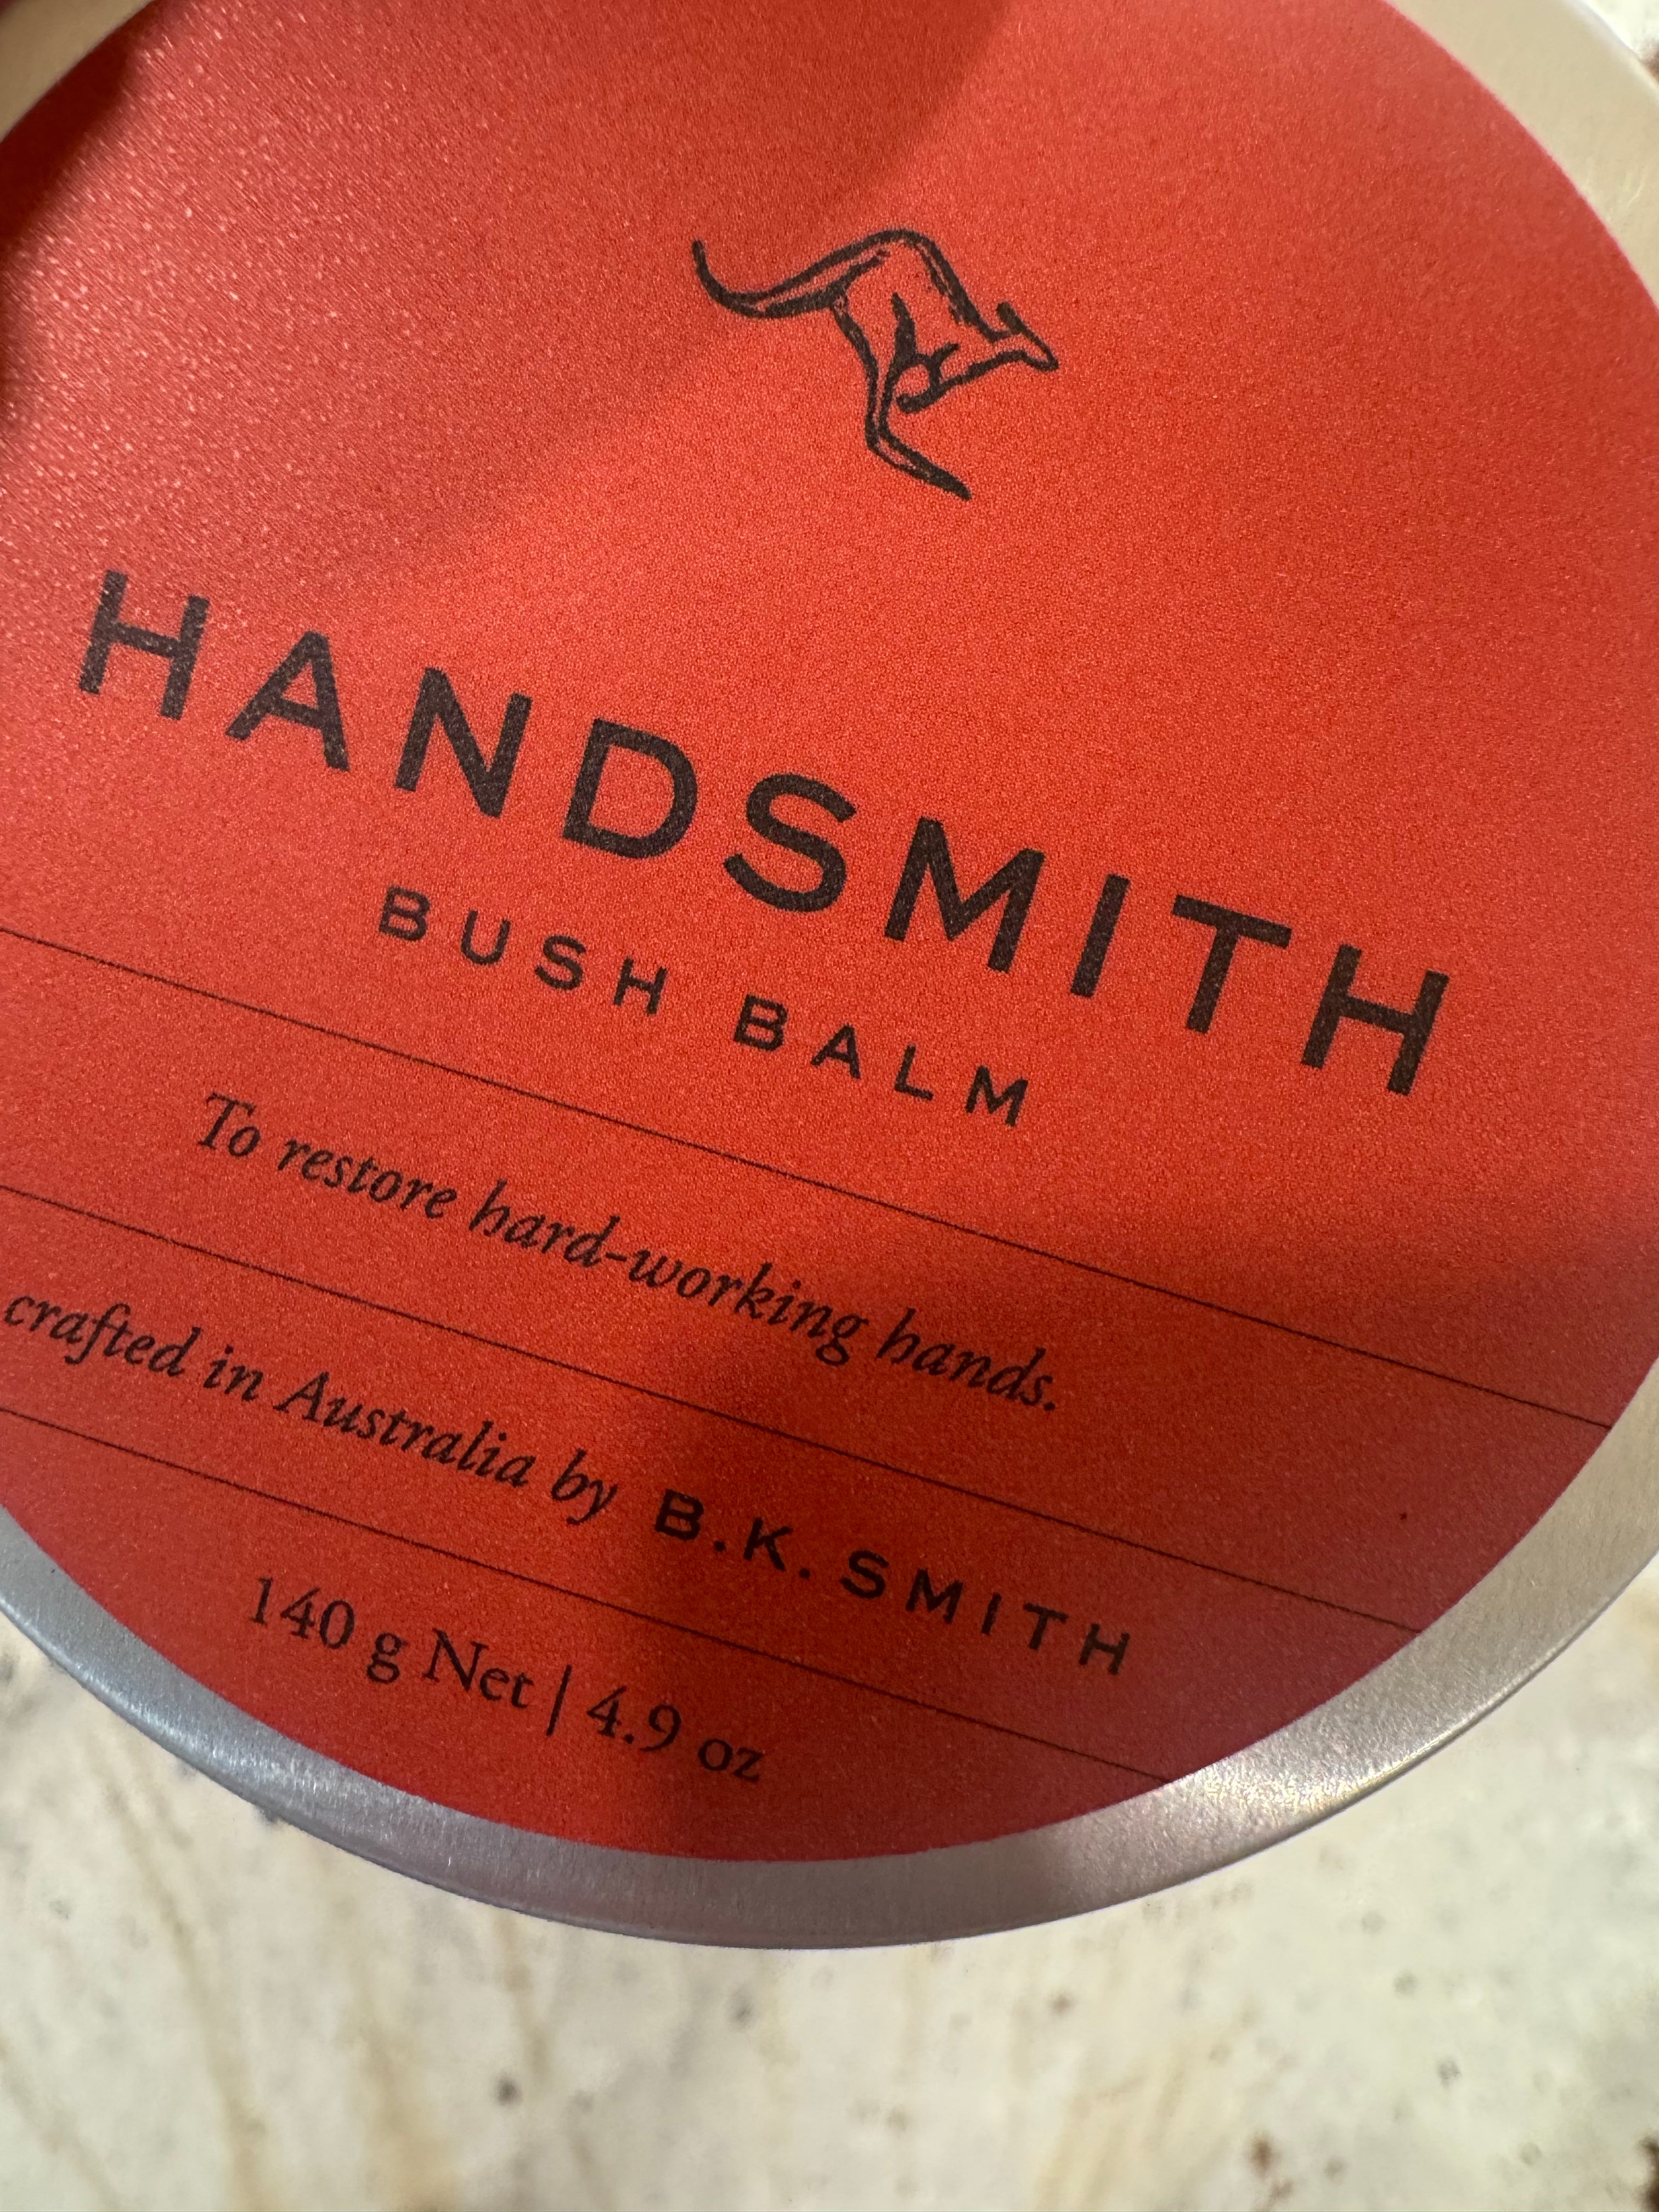 HANDSMITH
BUSH BALM
To restore hard-working hands.
crafted in Australia by B.K. SMITH
140 g Net | 4.9 oz